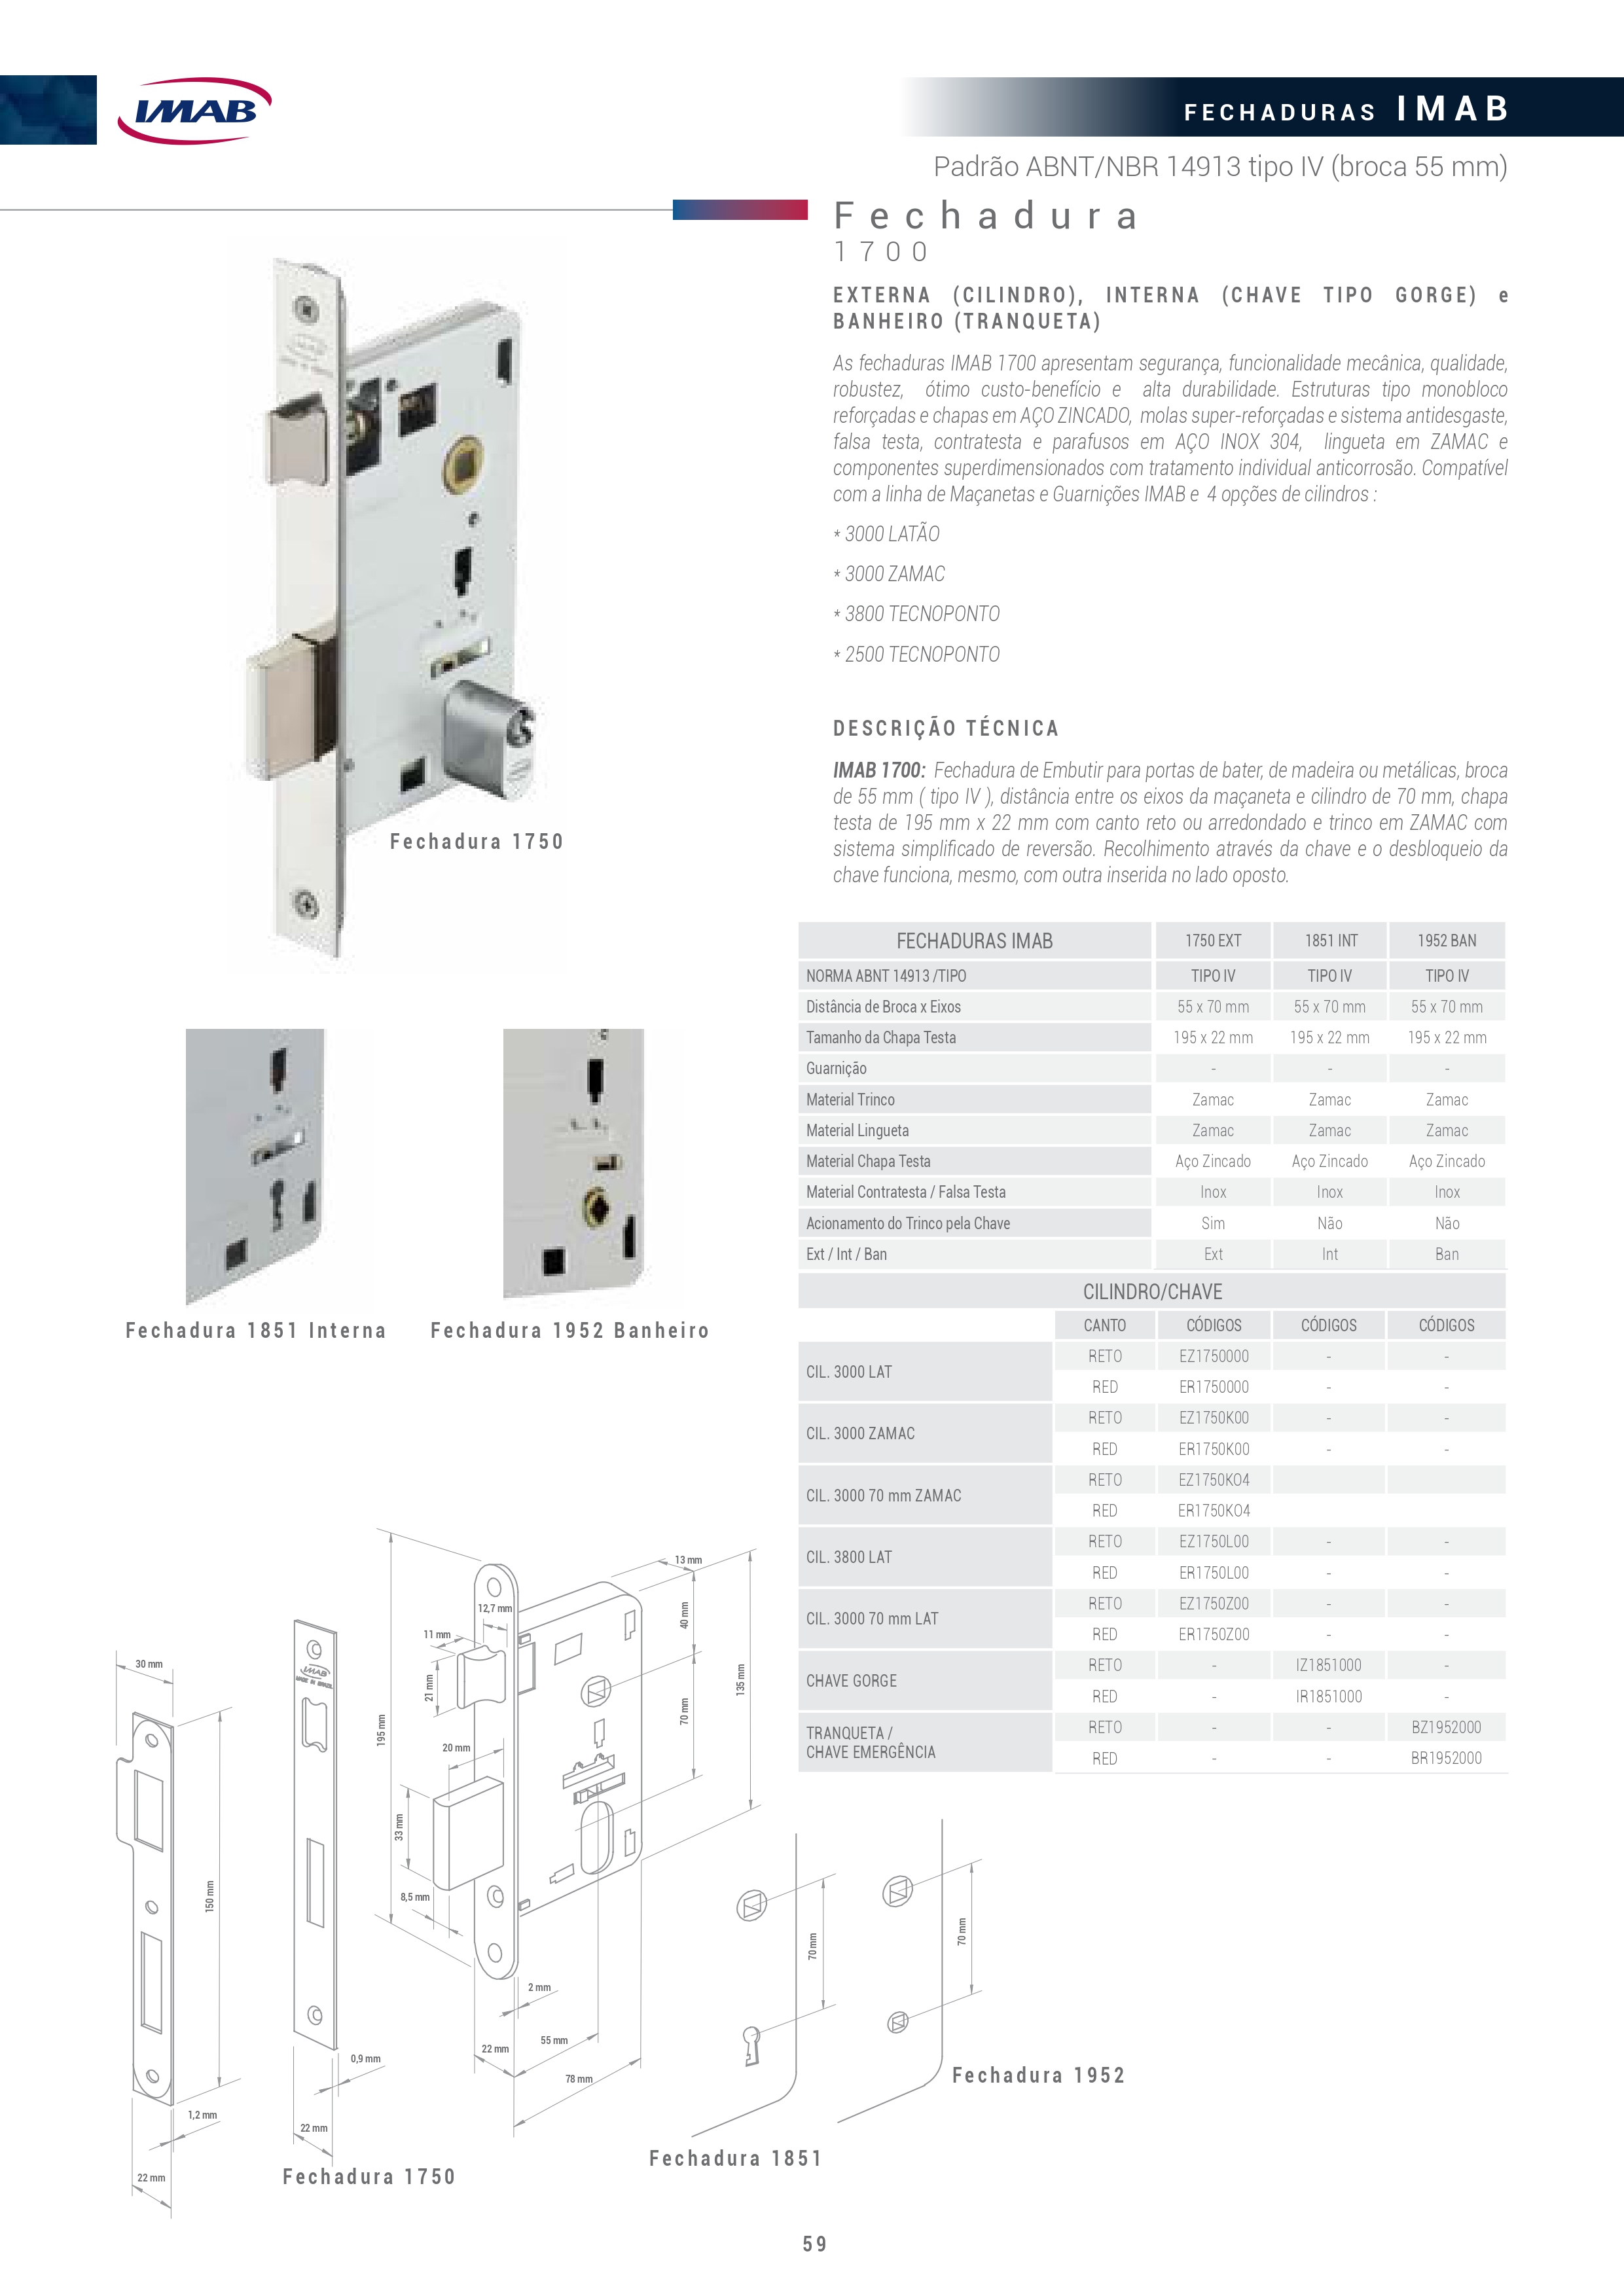 IMAB
FECHADURAS IMAB
Padrão ABNT/NBR 14913 tipo IV (broca 55 mm)
Fechadura
1700
EXTERNA (CILINDRO), INTERNA (CHAVE TIPO GORGE) e
BANHEIRO (TRANQUETA)
As fechaduras IMAB 1700 apresentam segurança, funcionalidade mecânica, qualidade,
robustez, ótimo custo-benefício e alta durabilidade. Estruturas tipo monobloco
reforçadas e chapas em AÇO ZINCADO, molas super-reforçadas e sistema antidesgaste,
falsa testa, contratesta e parafusos em AÇO INOX 304, lingueta em ZAMAC e
componentes superdimensionados com tratamento individual anticorrosão. Compatível
com a linha de Maçanetas e Guarnições IMAB e 4 opções de cilindros :
* 3000 LATÃO
* 3000 ZAMAC
* 3800 TECNOPONTO
* 2500 TECNOPONTO
DESCRIÇÃO TÉCNICA
IMAB 1700: Fechadura de Embutir para portas de bater, de madeira ou metálicas, broca
de 55 mm ( tipo IV ), distância entre os eixos da maçaneta e cilindro de 70 mm, chapa
testa de 195 mm x 22 mm com canto reto ou arredondado e trinco em ZAMAC com
sistema simplificado de reversão. Recolhimento através da chave e o desbloqueio da
chave funciona, mesmo, com outra inserida no lado oposto.
Fechadura 1750
Fechadura 1851 Interna
Fechadura 1952 Banheiro
FECHADURAS IMAB 1750 EXT 1851 INT 1952 BAN
NORMA ABNT 14913 /TIPO TIPO IV TIPO IV TIPO IV
Distância de Broca x Eixos 55 x 70 mm 55 x 70 mm 55 x 70 mm
Tamanho da Chapa Testa 195 x 22 mm 195 x 22 mm 195 x 22 mm
Guarnição - - -
Material Trinco Zamac Zamac Zamac
Material Lingueta Zamac Zamac Zamac
Material Chapa Testa Aço Zincado Aço Zincado Aço Zincado
Material Contratesta / Falsa Testa Inox Inox Inox
Acionamento do Trinco pela Chave Sim Não Não
Ext / Int / Ban Ext Int Ban
CILINDRO/CHAVE
CANTO CÓDIGOS CÓDIGOS CÓDIGOS
CIL. 3000 LAT
RETO EZ1750000 - -
RED ER1750000 - -
CIL. 3000 ZAMAC
RETO EZ1750K00 - -
RED ER1750K00 - -
CIL. 3000 70 mm ZAMAC
RETO EZ1750KO4
RED ER1750KO4
CIL. 3800 LAT
RETO EZ1750L00 - -
RED ER1750L00 - -
CIL. 3000 70 mm LAT
RETO EZ1750Z00 - -
RED ER1750Z00 - -
CHAVE GORGE
RETO - IZ1851000 -
RED - IR1851000 -
TRANQUETA /
CHAVE EMERGÊNCIA
RETO - - BZ1952000
RED - - BR1952000
30 mm
150 mm
1,2 mm
22 mm
IMAB
MADE IN BRAZIL
0,9 mm
22 mm
Fechadura 1750
195 mm
13 mm
12,7 mm
11 mm
21 mm
40 mm
135 mm
70 mm
20 mm
33 mm
8,5 mm
2 mm
22 mm
55 mm
78 mm
70 mm
Fechadura 1851
70 mm
Fechadura 1952
59